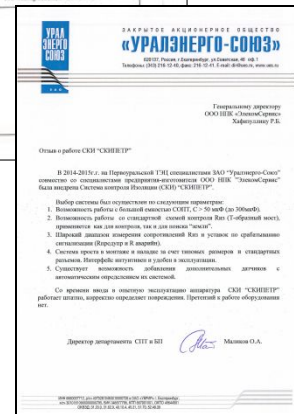 УРАЛ
ЭНЕРГО
СОЮЗ
ЗАКРЫТОЕ АКЦИОНЕРНОЕ ОБЩЕСТВО
«УРАЛЭНЕРГО-СОЮЗ»
Генеральному директору
ООО НПК «ЭлекомСервис»
Хафизуллину Р.Б.
Отзыв о работе СКИ "СКИПЕТР"
В 2014-2015г.г. на Первоуральской ТЭЦ специалистами ЗАО "Уралэнерго-Союз"
совместно со специалистами предприятия-изготовителя ООО НПК "ЭлекомСервис"
была внедрена Система контроля Изоляции (СКИ) "СКИПЕТР".
Выбор системы был осуществлен по следующим параметрам:
1. Возможность работы с большой емкостью СОПТ, С > 50 мкФ (до 300мкФ).
2. Возможность работы со стандартной схемой контроля Rиз (Т-образный мост),
применяется как для контроля, так и для поиска "земли".
3. Широкий диапазон измерения сопротивлений Rиз и уставок по срабатыванию
сигнализации
4. Система проста в монтаже и наладке за счет типовых размеров и стандартных
разъемов. Интерфейс интуитивен и удобен в эксплуатации.
5. Существует возможность добавления дополнительных датчиков с
автоматическим определением их системой.
Со времени ввода в опытную эксплуатацию аппаратура СКИ "СКИПЕТР"
работает штатно, корректно определяет повреждения. Претензий к работе оборудования
нет.
Директор департамента СПТ и БП Маликов О.А.